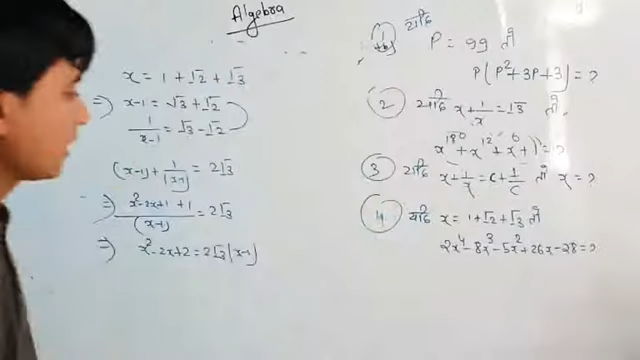 Algebra
x = 1 + √2 + √3
⇒ x-1 = √3 + √2
1/x-1 = √3 - √2
(x-1) + 1/(x-1) = 2√3
⇒ x²-2x+1 + 1/(x-1) = 2√3
⇒ x²-2x+2 = 2√3(x-1)
① यदि
P = 99 तो
P(P²+3P+3) = ?
② यदि x + 1/x = √3 तो
x¹⁸⁰ + x¹² + x⁶ + 1 = ?
③ यदि x + 1/x = c + 1/c तो x = ?
④ यदि x = 1+√2+√3 तो
2x⁴ - 8x³ - 5x² + 26x - 28 = ?